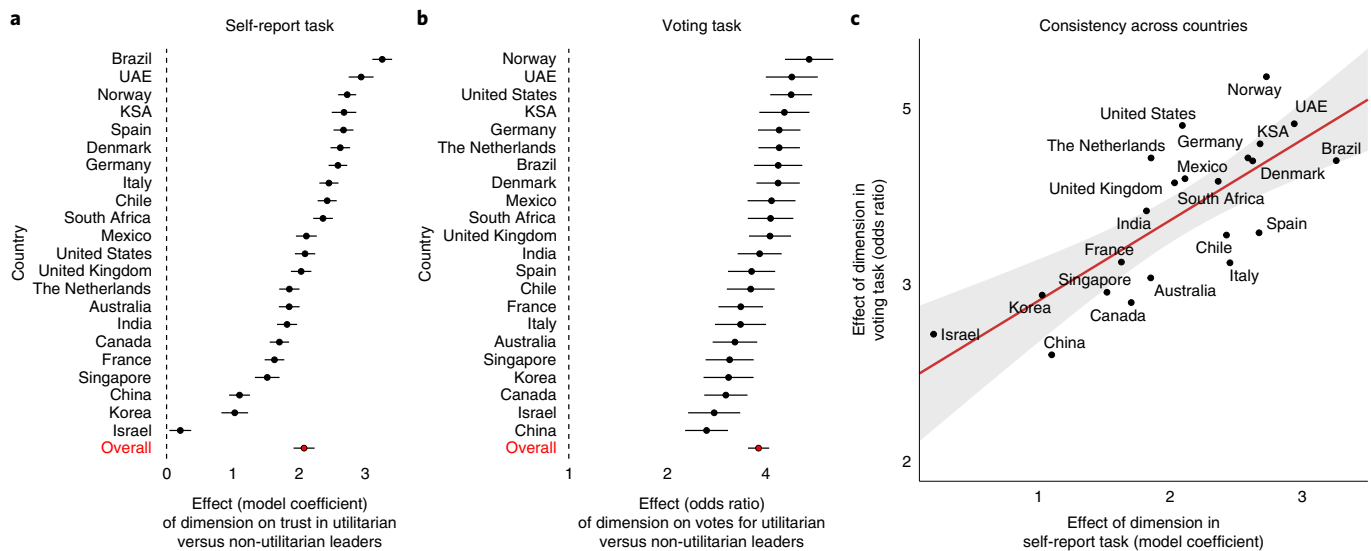 a
Self-report task
Country
Brazil
UAE
Norway
KSA
Spain
Denmark
Germany
Italy
Chile
South Africa
Mexico
United States
United Kingdom
The Netherlands
Australia
India
Canada
France
Singapore
China
Korea
Israel
Overall
0 1 2 3
Effect (model coefficient)
of dimension on trust in utilitarian
versus non-utilitarian leaders
b
Voting task
Country
Norway
UAE
United States
KSA
Germany
The Netherlands
Brazil
Denmark
Mexico
South Africa
United Kingdom
India
Spain
Chile
France
Italy
Australia
Singapore
Korea
Canada
Israel
China
Overall
1 2 4
Effect (odds ratio)
of dimension on votes for utilitarian
versus non-utilitarian leaders
c
Consistency across countries
Effect of dimension in
voting task (odds ratio)
5
3
2
Norway
UAE
United States
KSA
The Netherlands
Germany
Brazil
Mexico
Denmark
United Kingdom
South Africa
India
Spain
Chile
France
Italy
Singapore
Australia
Korea
Canada
Israel
China
1 2 3
Effect of dimension in
self-report task (model coefficient)